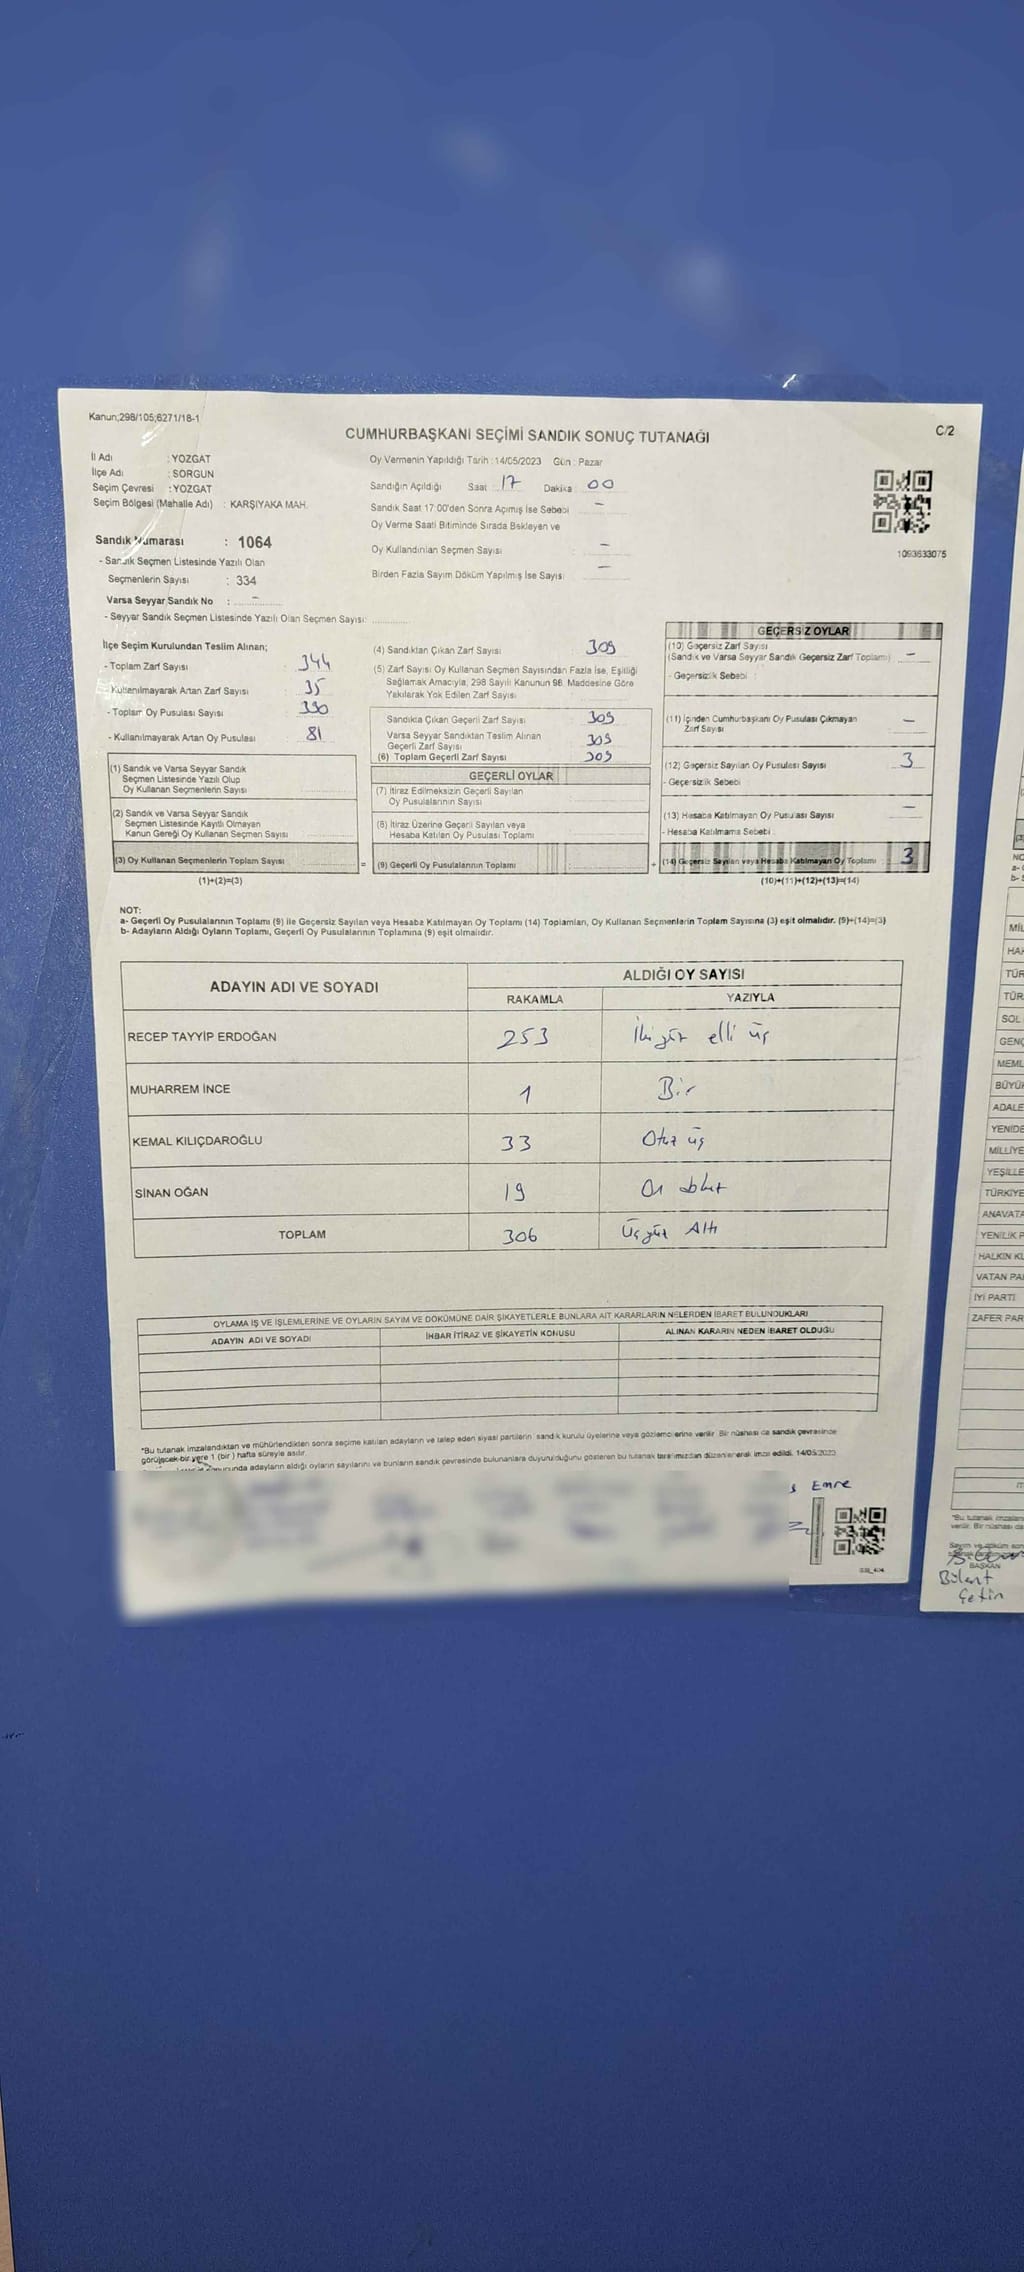 Kanun;298/105;6271/18-1
CUMHURBAŞKANI SEÇİMİ SANDIK SONUÇ TUTANAĞI
C/2
İl Adı : YOZGAT
İlçe Adı : SORGUN
Seçim Çevresi : YOZGAT
Seçim Bölgesi (Mahalle Adı) : KARŞIYAKA MAH.
Sandık Numarası : 1064
- Sandık Seçmen Listesinde Yazılı Olan
Seçmenlerin Sayısı : 334
Varsa Seyyar Sandık No : -
- Seyyar Sandık Seçmen Listesinde Yazılı Olan Seçmen Sayısı:
Oy Vermenin Yapıldığı Tarih :14/05/2023 Gün : Pazar
Sandığın Açıldığı Saat 17 Dakika 00
Sandık Saat 17:00'den Sonra Açılmış İse Sebebi -
Oy Verme Saati Bitiminde Sırada Bekleyen ve
Oy Kullandırılan Seçmen Sayısı -
Birden Fazla Sayım Döküm Yapılmış İse Sayısı: -
1093633075
İlçe Seçim Kurulundan Teslim Alınan;
- Toplam Zarf Sayısı : 344
- Kullanılmayarak Artan Zarf Sayısı : 35
- Toplam Oy Pusulası Sayısı : 390
- Kullanılmayarak Artan Oy Pusulası : 81
(1) Sandık ve Varsa Seyyar Sandık
Seçmen Listesinde Yazılı Olup
Oy Kullanan Seçmenlerin Sayısı
(2) Sandık ve Varsa Seyyar Sandık
Seçmen Listesinde Kayıtlı Olmayan
Kanun Gereği Oy Kullanan Seçmen Sayısı
(3) Oy Kullanan Seçmenlerin Toplam Sayısı
(1)+(2)=(3)
(4) Sandıktan Çıkan Zarf Sayısı : 309
(5) Zarf Sayısı Oy Kullanan Seçmen Sayısından Fazla İse, Eşitliği
Sağlamak Amacıyla, 298 Sayılı Kanunun 98. Maddesine Göre
Yakılarak Yok Edilen Zarf Sayısı
Sandıkta Çıkan Geçerli Zarf Sayısı : 309
Varsa Seyyar Sandıktan Teslim Alınan
Geçerli Zarf Sayısı : 309
(6) Toplam Geçerli Zarf Sayısı : 309
GEÇERLİ OYLAR
(7) İtiraz Edilmeksizin Geçerli Sayılan
Oy Pusulalarının Sayısı
(8) İtiraz Üzerine Geçerli Sayılan veya
Hesaba Katılan Oy Pusulası Toplamı
= (9) Geçerli Oy Pusulalarının Toplamı
GEÇERSİZ OYLAR
(10) Geçersiz Zarf Sayısı
(Sandık ve Varsa Seyyar Sandık Geçersiz Zarf Toplamı) -
- Geçersizlik Sebebi :
(11) İçinden Cumhurbaşkanı Oy Pusulası Çıkmayan
Zarf Sayısı -
(12) Geçersiz Sayılan Oy Pusulası Sayısı 3
- Geçersizlik Sebebi
(13) Hesaba Katılmayan Oy Pusulası Sayısı -
- Hesaba Katılmama Sebebi
+ (14) Geçersiz Sayılan veya Hesaba Katılmayan Oy Toplamı : 3
(10)+(11)+(12)+(13)=(14)
NOT:
a- Geçerli Oy Pusulalarının Toplamı (9) ile Geçersiz Sayılan veya Hesaba Katılmayan Oy Toplamı (14) Toplamları, Oy Kullanan Seçmenlerin Toplam Sayısına (3) eşit olmalıdır. (9)+(14)=(3)
b- Adayların Aldığı Oyların Toplamı, Geçerli Oy Pusulalarının Toplamına (9) eşit olmalıdır.
ADAYIN ADI VE SOYADI
ALDIĞI OY SAYISI
RAKAMLA YAZIYLA
RECEP TAYYİP ERDOĞAN 253 İkiyüz elli üç
MUHARREM İNCE 1 Bir
KEMAL KILIÇDAROĞLU 33 Otuz üç
SİNAN OĞAN 19 On dokuz
TOPLAM 306 Üçyüz Altı
OYLAMA İŞ VE İŞLEMLERİNE VE OYLARIN SAYIM VE DÖKÜMÜNE DAİR ŞİKAYETLERLE BUNLARA AİT KARARLARIN NELERDEN İBARET BULUNDUKLARI
ADAYIN ADI VE SOYADI İHBAR İTİRAZ VE ŞİKAYETİN KONUSU ALINAN KARARIN NEDEN İBARET OLDUĞU
*Bu tutanak imzalandıktan ve mühürlendikten sonra seçime katılan adayların ve talep eden siyasi partilerin sandık kurulu üyelerine veya gözlemcilerine verilir. Bir nüshası da sandık çevresinde
görülecek bir yere 1 (bir) hafta süreyle asılır.
sonunda adayların aldığı oyların sayılarını ve bunların sandık çevresinde bulunanlara duyurulduğunu gösteren bu tutanak tarafımızdan düzenlenerek imza edildi. 14/05/2023
Emre
HAK
TÜR
TÜR
SOL
GENÇ
MEML
BÜYÜK
ADALE
YENİDE
MİLLİYE
YEŞİLLE
TÜRKİYE
ANAVATA
YENİLİK P
HALKIN KU
VATAN PA
İYİ PARTİ
ZAFER PAR
*Bu tutanak imzalan
verilir. Bir nüshası da
Sayım ve döküm son
BAŞKAN
Bülent
Çetin